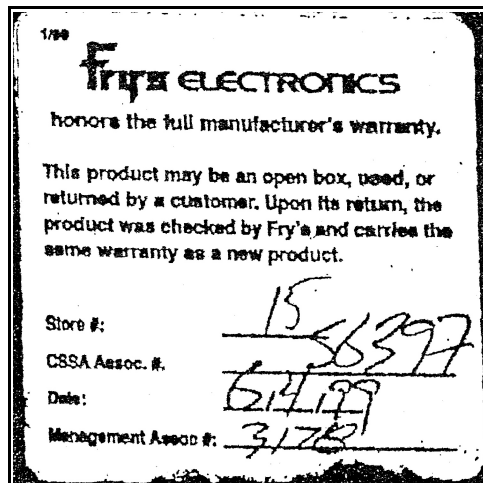 1/99
fry's ELECTRONICS
honors the full manufacturer's warranty.
This product may be an open box, used, or
returned by a customer. Upon its return, the
product was checked by Fry's and carries the
same warranty as a new product.
Store #: 15
CSSA Assoc. #. 56397
Date: 6,14,99
Management Assoc #: 3178